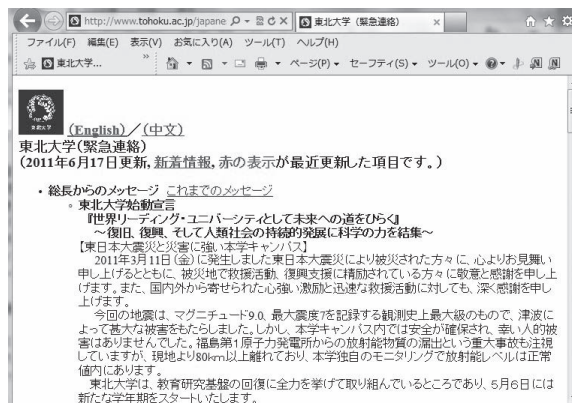 http://www.tohoku.ac.jp/japane
東北大学（緊急連絡）
ファイル(F) 編集(E) 表示(V) お気に入り(A) ツール(T) ヘルプ(H)
東北大学...
ページ(P) セーフティ(S) ツール(O)
(English)／(中文)
東北大学（緊急連絡）
（2011年6月17日更新, 新着情報, 赤の表示が最近更新した項目です。）
総長からのメッセージ これまでのメッセージ
東北大学始動宣言
『世界リーディング・ユニバーシティとして未来への道をひらく』
～復旧、復興、そして人類社会の持続的発展に科学の力を結集～
【東日本大震災と災害に強い本学キャンパス】
2011年3月11日（金）に発生しました東日本大震災により被災された方々に、心よりお見舞い
申し上げるとともに、被災地で救援活動、復興支援に精励されている方々に敬意と感謝を申し上
げます。また、国内外から寄せられた心強い激励と迅速な救援活動に対しても、深く感謝を申し
上げます。
今回の地震は、マグニチュード9.0、最大震度7を記録する観測史上最大級のもので、津波に
よって甚大な被害をもたらしました。しかし、本学キャンパス内では安全が確保され、幸い人的被
害はありませんでした。福島第1原子力発電所からの放射能物質の漏出という重大事故も注視
していますが、現地より80km以上離れており、本学独自のモニタリングで放射能レベルは正常
値内にあります。
東北大学は、教育研究基盤の回復に全力を挙げて取り組んでいるところであり、5月6日には
新たな学年期をスタートいたします。